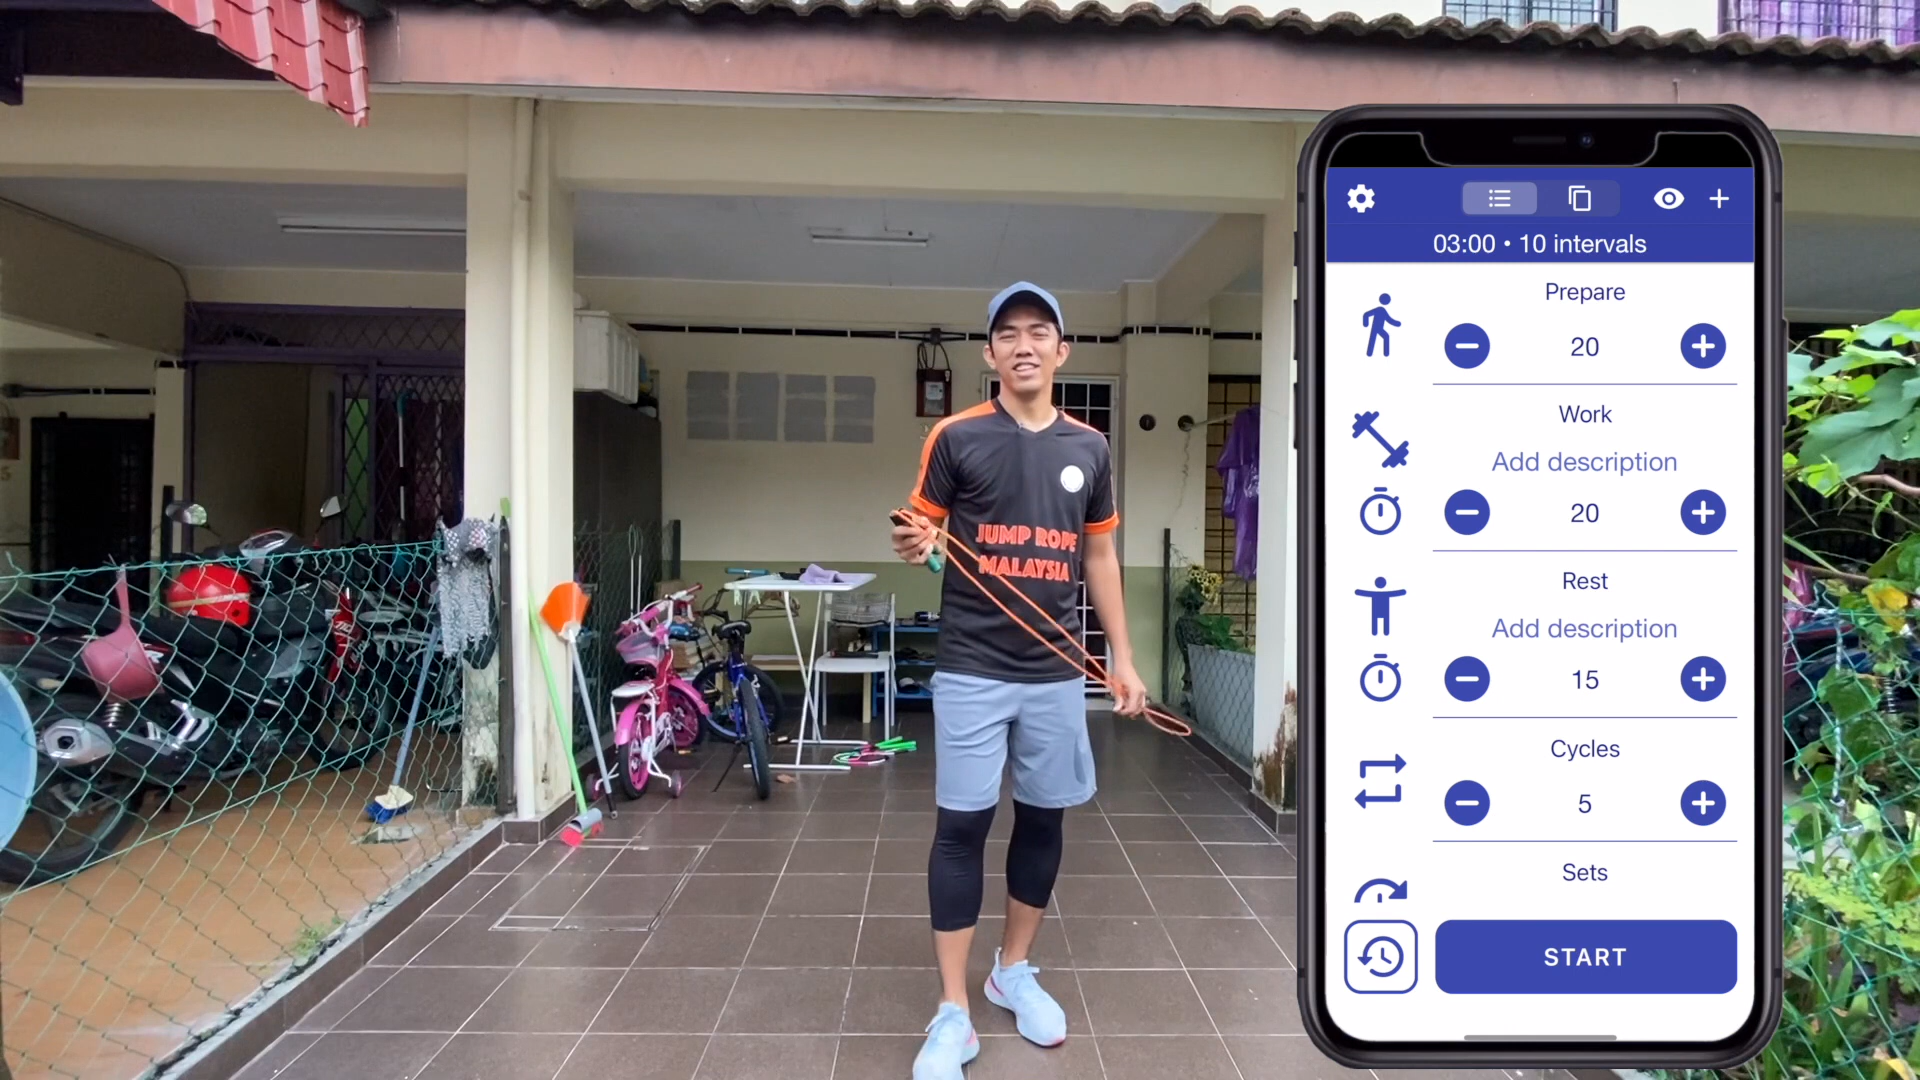 JUMP ROPE
MALAYSIA
03:00 • 10 intervals
Prepare
20
Work
Add description
20
Rest
Add description
15
Cycles
5
Sets
START